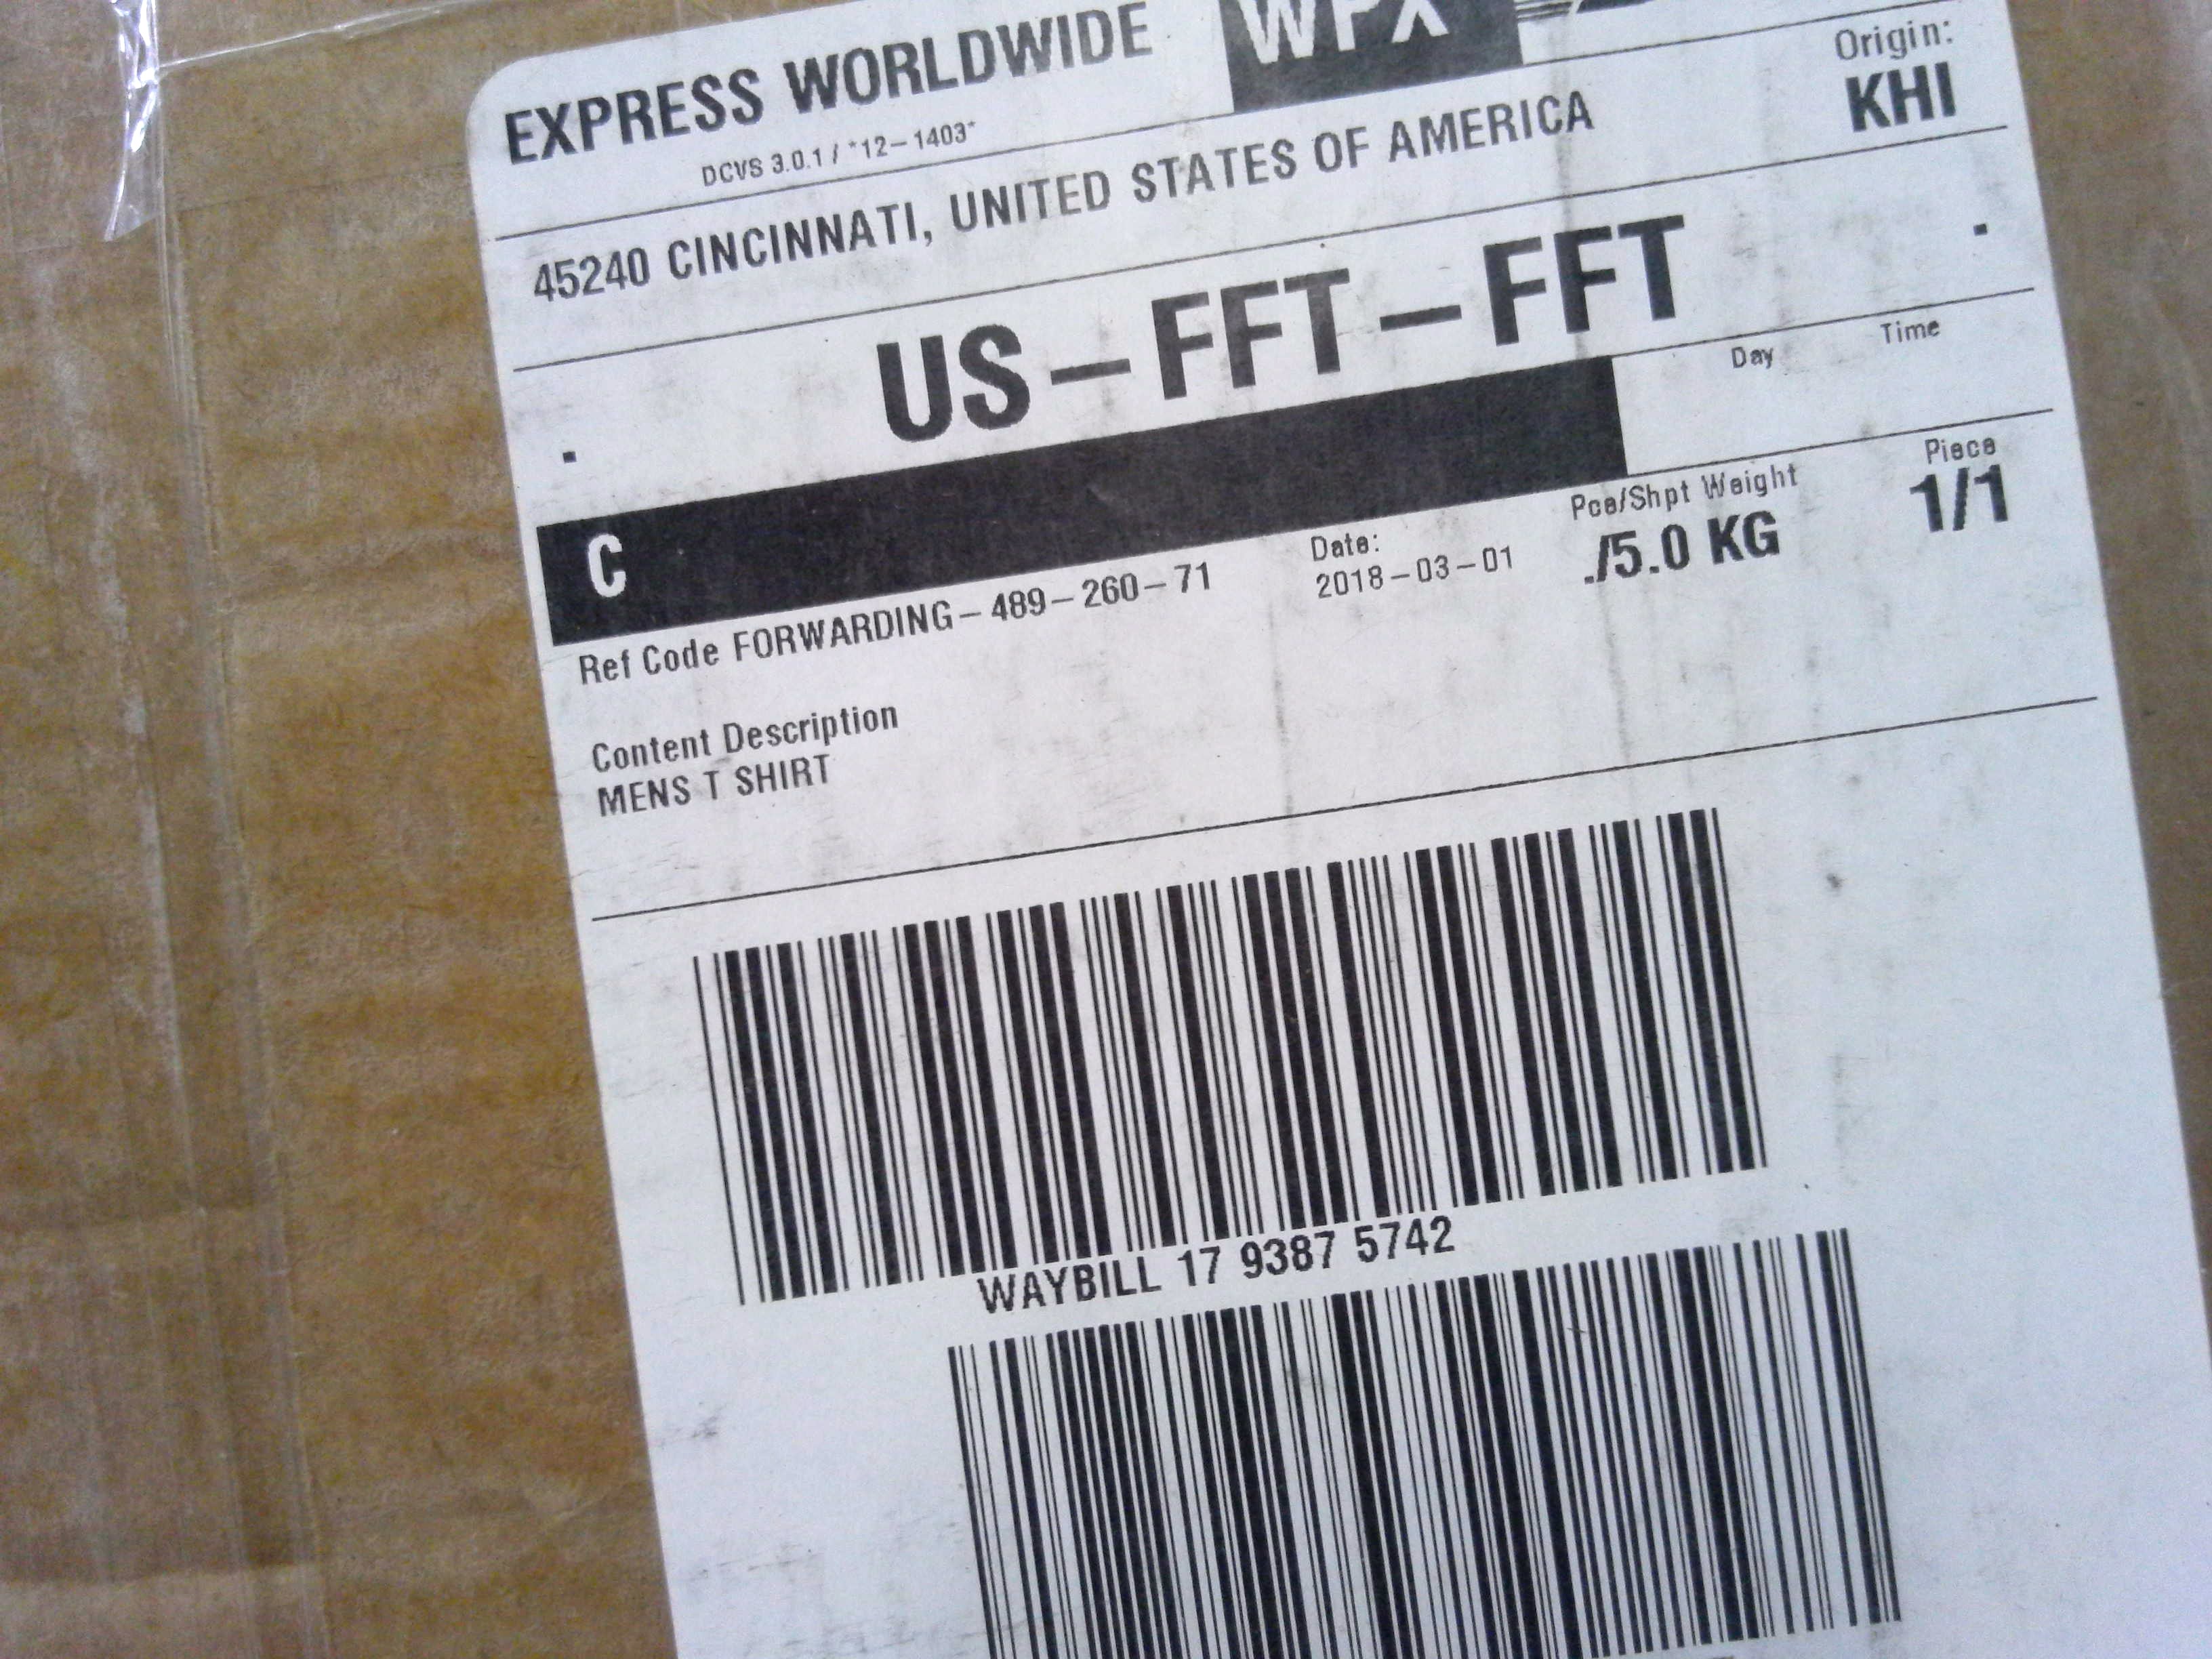 EXPRESS WORLDWIDE
WPX
DCVS 3.0.1 / *12-1403*
Origin:
KHI
45240 CINCINNATI, UNITED STATES OF AMERICA
US-FFT-FFT
Day Time
C
Ref Code FORWARDING-489-260-71
Date:
2018-03-01
Pce/Shpt Weight
./5.0 KG
Piece
1/1
Content Description
MENS T SHIRT
WAYBILL 17 9387 5742